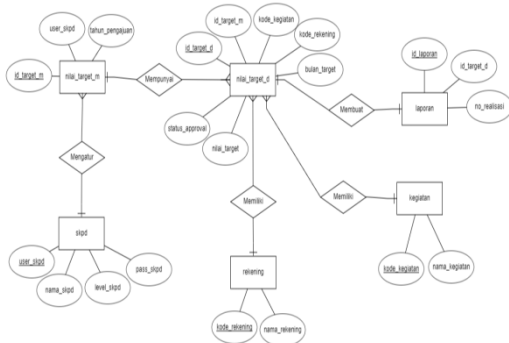 id_target_m
kode_kegiatan
user_skpd
tahun_pengajuan
kode_rekening
id_target_d
id_laporan
id_target_m
nilai_target_m
Mempunyai
nilai_target_d
bulan_target
id_target_d
Membuat
laporan
no_realisasi
status_approval
nilai_target
Mengatur
Memiliki
Memiliki
kegiatan
skpd
user_skpd
pass_skpd
nama_skpd
level_skpd
rekening
kode_kegiatan
nama_kegiatan
kode_rekening
nama_rekening